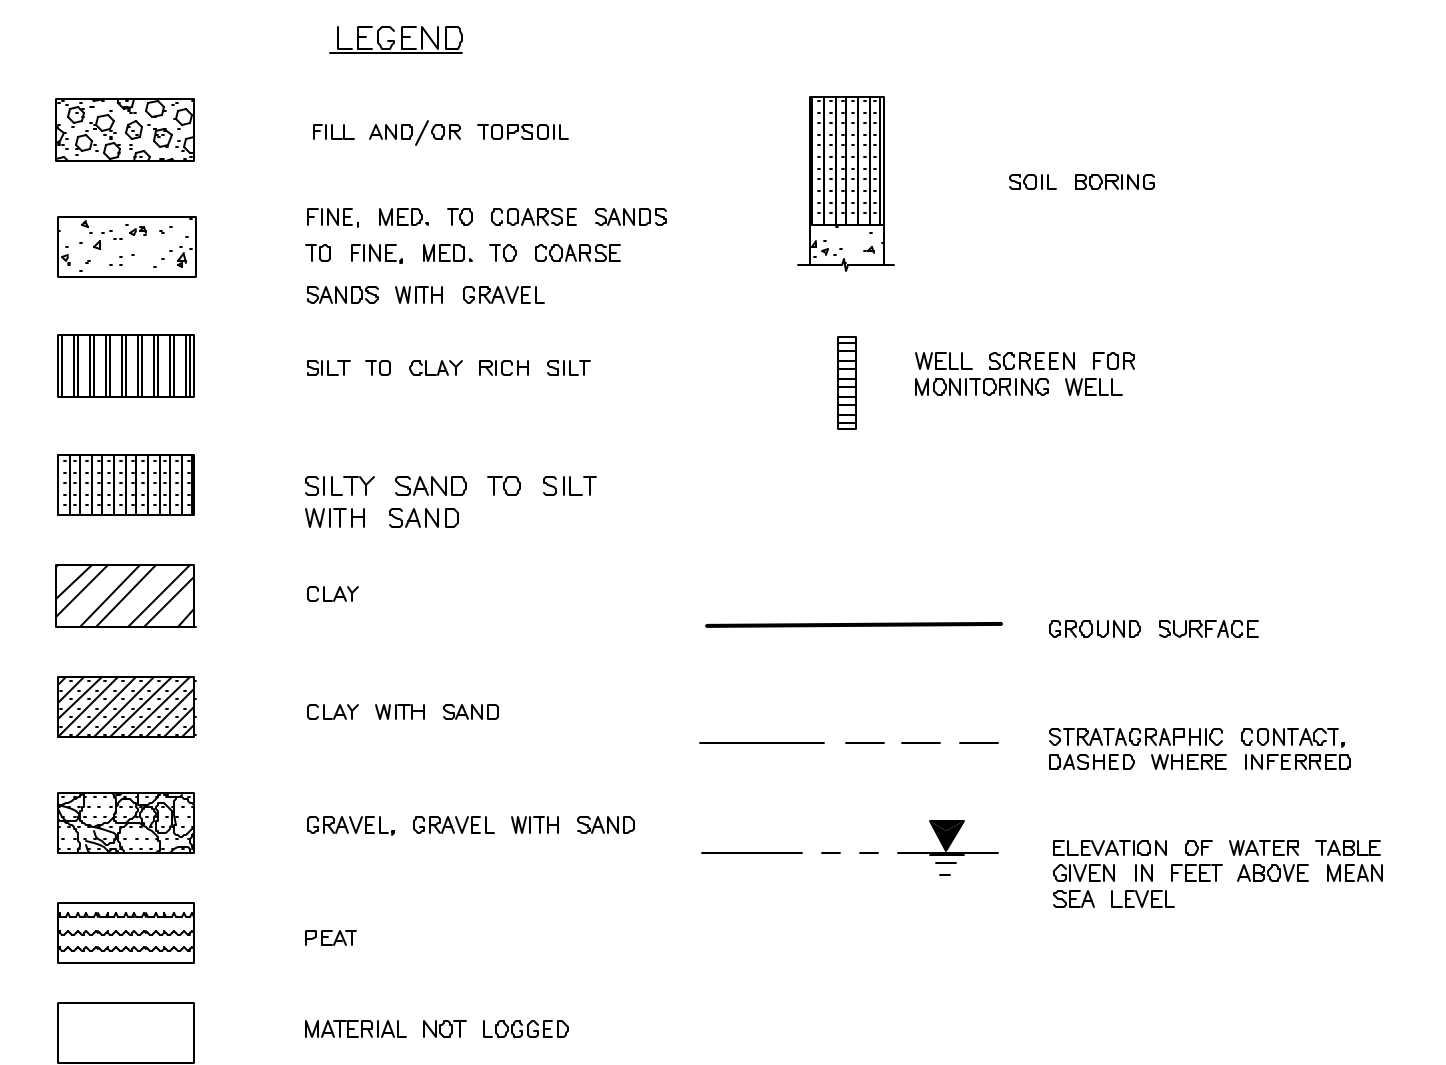 LEGEND
FILL AND/OR TOPSOIL
FINE, MED. TO COARSE SANDS
TO FINE, MED. TO COARSE
SANDS WITH GRAVEL
SILT TO CLAY RICH SILT
SILTY SAND TO SILT
WITH SAND
CLAY
CLAY WITH SAND
GRAVEL, GRAVEL WITH SAND
PEAT
MATERIAL NOT LOGGED
SOIL BORING
WELL SCREEN FOR
MONITORING WELL
GROUND SURFACE
STRATAGRAPHIC CONTACT,
DASHED WHERE INFERRED
ELEVATION OF WATER TABLE
GIVEN IN FEET ABOVE MEAN
SEA LEVEL